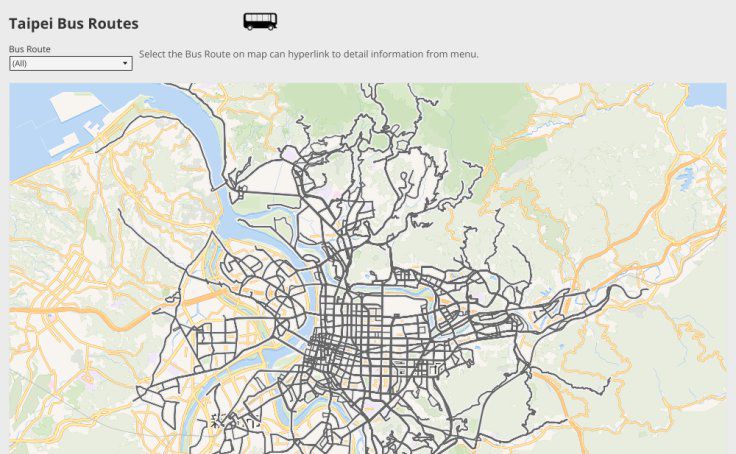 Taipei Bus Routes
Bus Route
(All)
Select the Bus Route on map can hyperlink to detail information from menu.